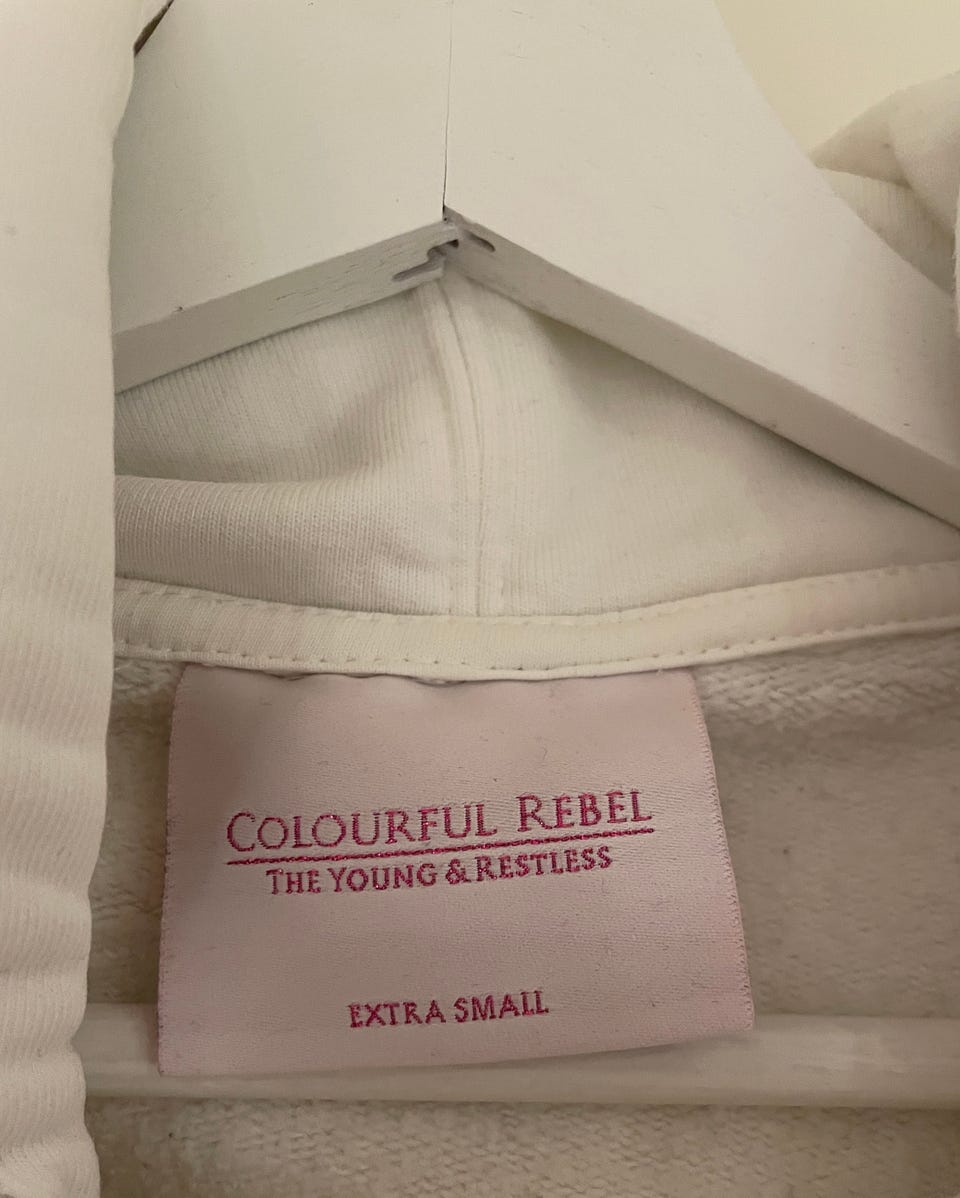 COLOURFUL REBEL
THE YOUNG & RESTLESS
EXTRA SMALL